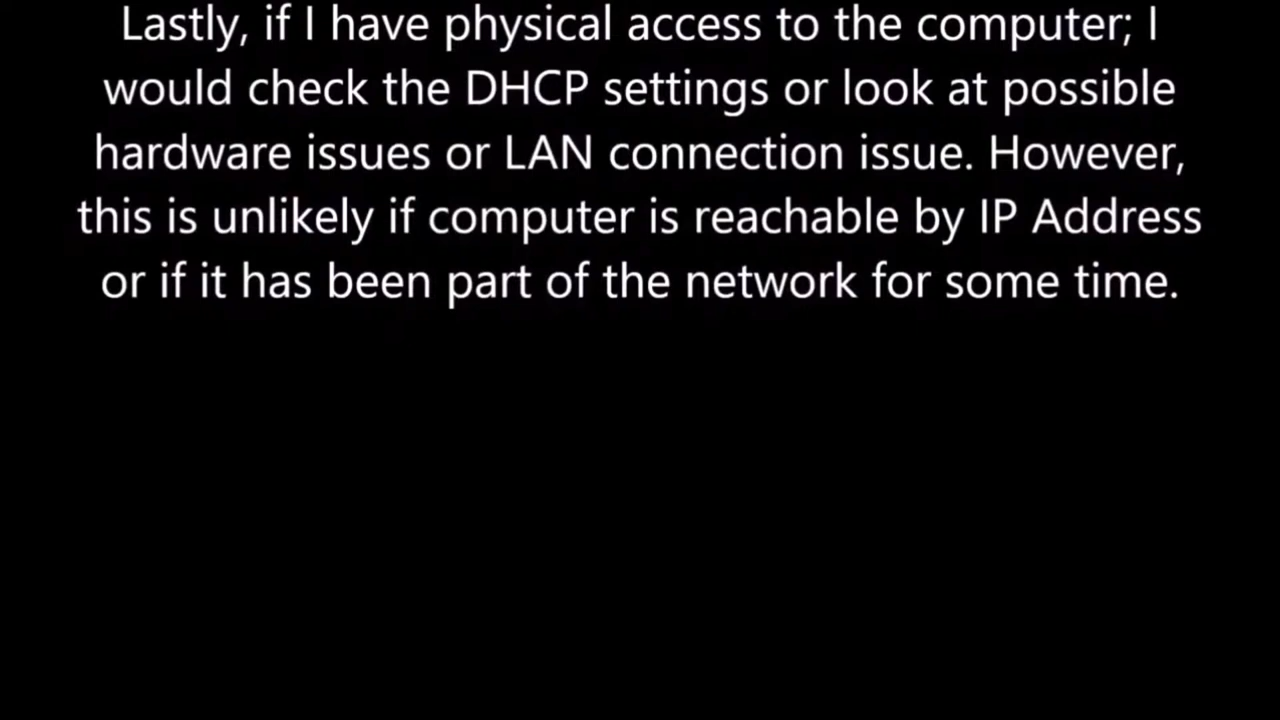 Lastly, if I have physical access to the computer; I
would check the DHCP settings or look at possible
hardware issues or LAN connection issue. However,
this is unlikely if computer is reachable by IP Address
or if it has been part of the network for some time.